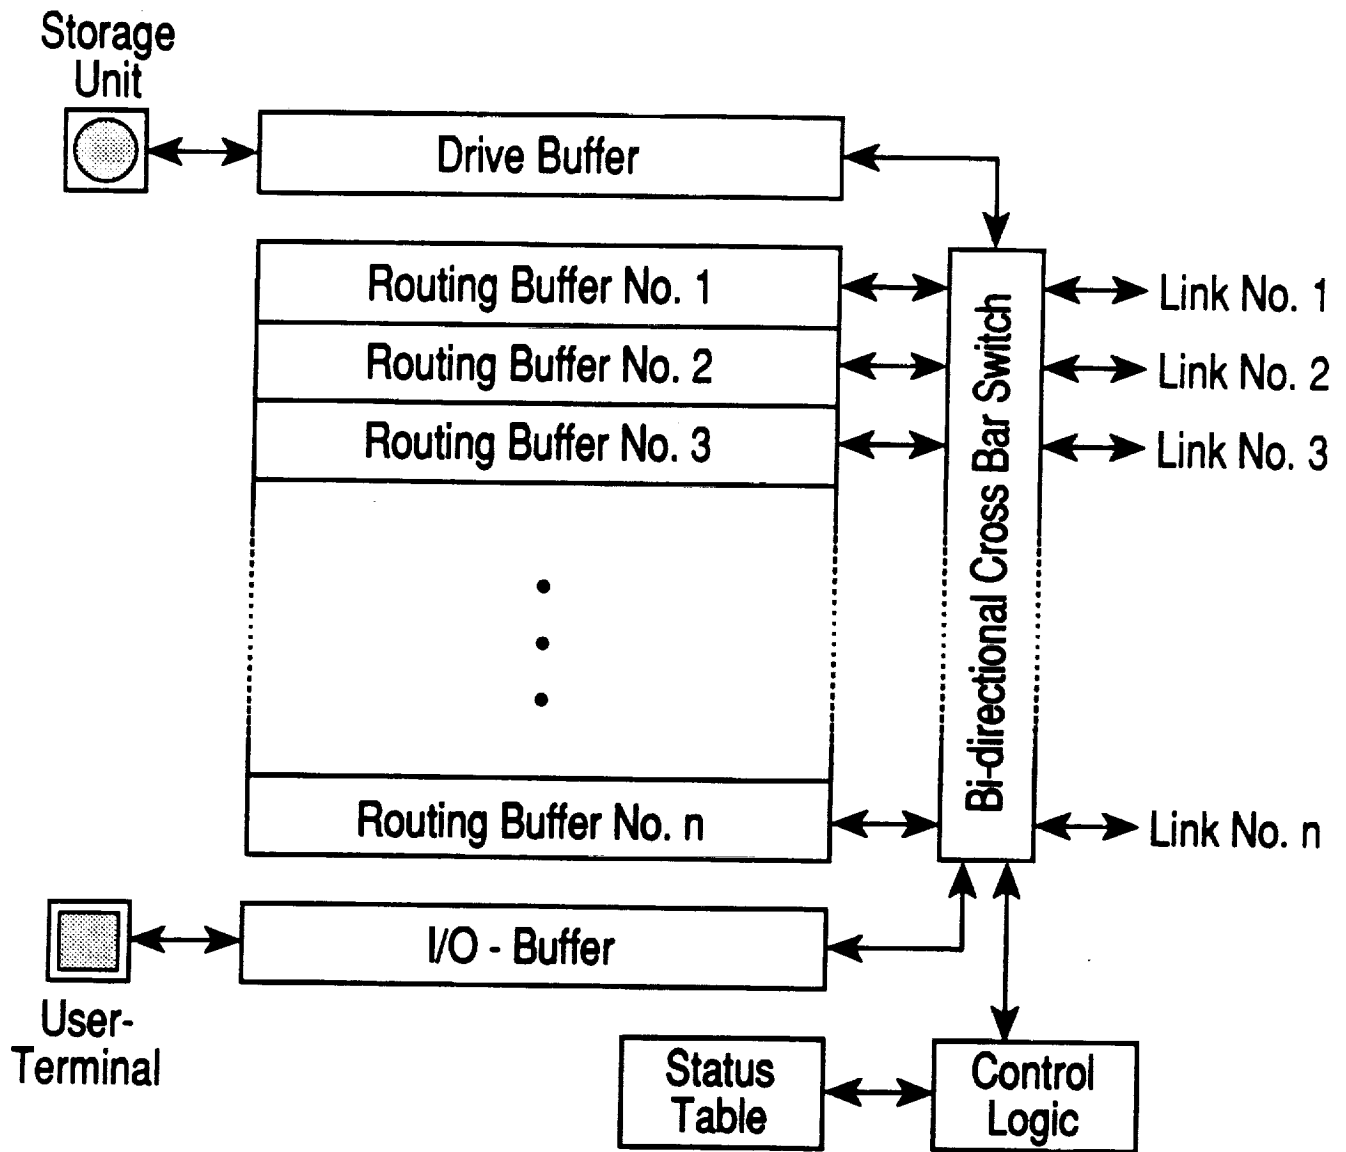 Storage
Unit
Drive Buffer
Routing Buffer No. 1
Link No. 1
Routing Buffer No. 2
Link No. 2
Routing Buffer No. 3
Link No. 3
Bi-directional Cross Bar Switch
Routing Buffer No. n
Link No. n
I/O - Buffer
User-
Terminal
Status
Table
Control
Logic